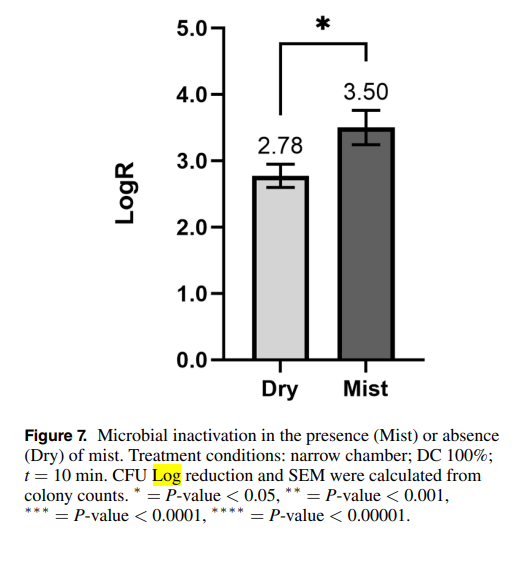 5.0
*
4.0
3.50
2.78
3.0
LogR
2.0
1.0
0.0
Dry Mist
Figure 7. Microbial inactivation in the presence (Mist) or absence
(Dry) of mist. Treatment conditions: narrow chamber; DC 100%;
t = 10 min. CFU Log reduction and SEM were calculated from
colony counts. * = P-value < 0.05, ** = P-value < 0.001,
*** = P-value < 0.0001, **** = P-value < 0.00001.